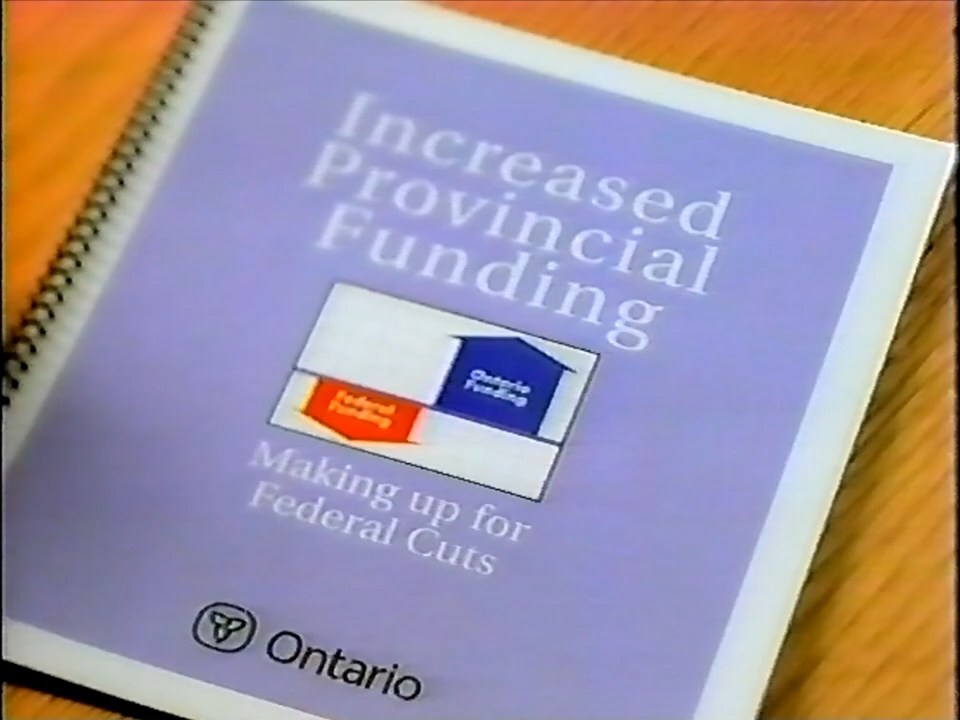 Increased
Provincial
Funding
Ontario
Funding
Federal
Funding
Making up for
Federal Cuts
Ontario